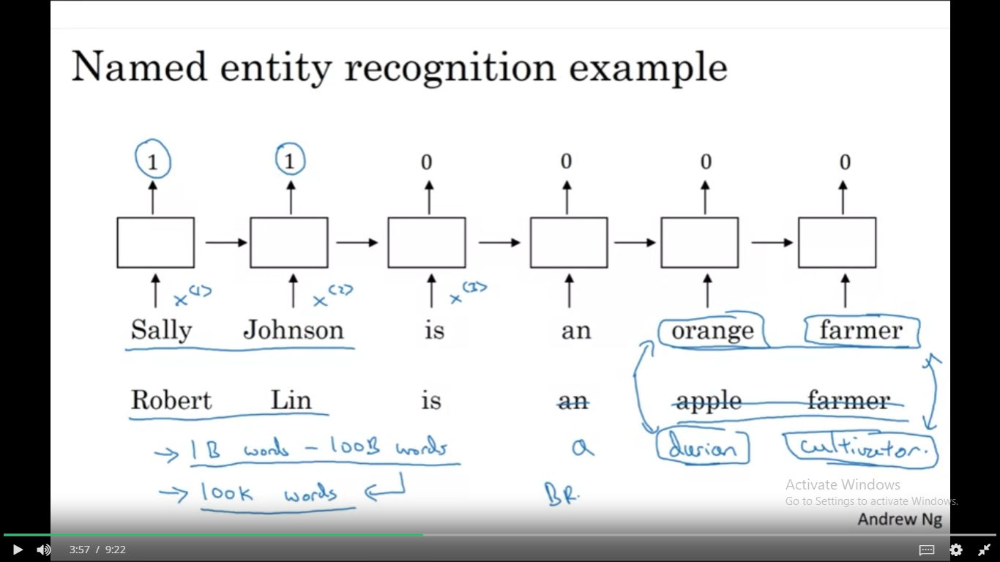 Named entity recognition example
1 1 0 0 0 0
x<1> x<2> x<3>
Sally Johnson is an orange farmer
Robert Lin is an apple farmer
→ 1B words - 100B words a durian cultivator.
→ 100k words BR.
Activate Windows
Go to Settings to activate Windows.
Andrew Ng
3:57 / 9:22